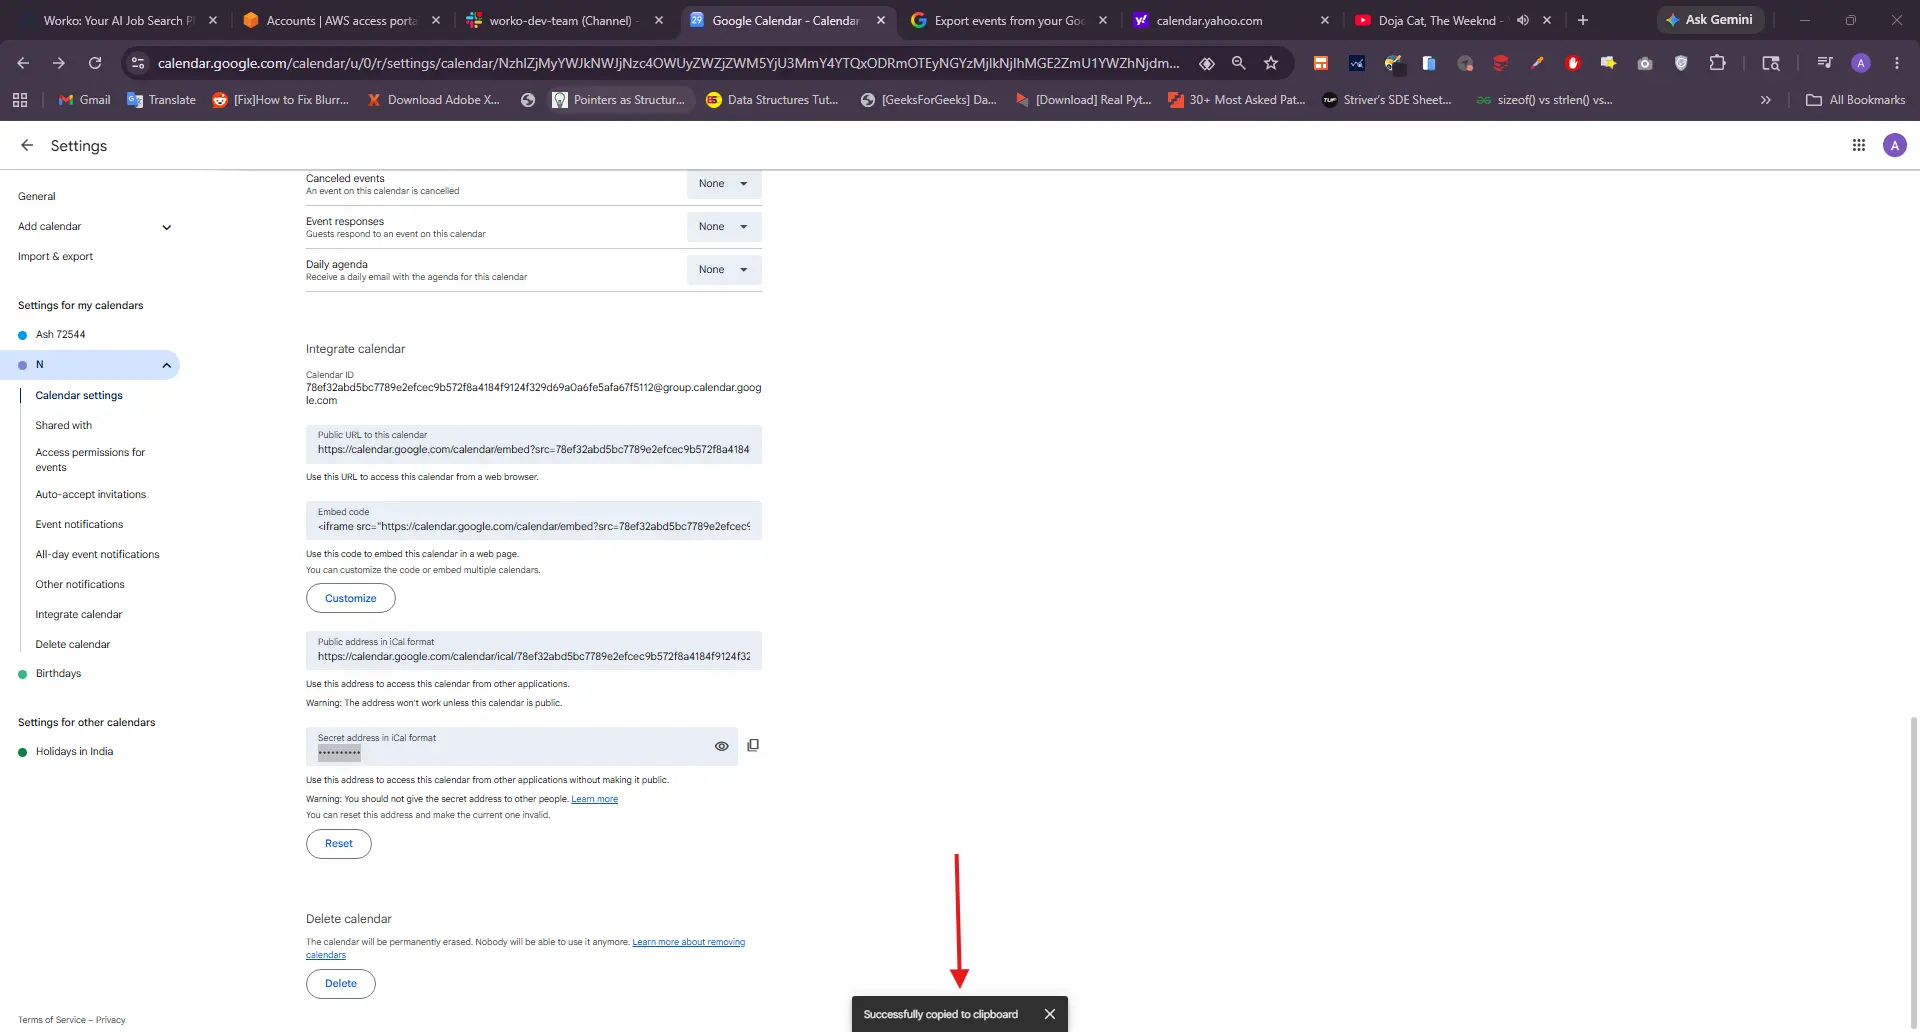 Worko: Your AI Job Search Pl
Accounts | AWS access porta
worko-dev-team (Channel) -
Google Calendar - Calendar
Export events from your Goo
calendar.yahoo.com
Doja Cat, The Weeknd -
Ask Gemini
calendar.google.com/calendar/u/0/r/settings/calendar/
Gmail
Translate
[Fix]How to Fix Blurr...
Download Adobe X...
Pointers as Structur...
Data Structures Tut...
[GeeksForGeeks] Da...
[Download] Real Pyt...
30+ Most Asked Pat...
Striver's SDE Sheet...
sizeof() vs strlen() vs...
All Bookmarks
Settings
A
General
Add calendar
Import & export
Settings for my calendars
Ash 72544
N
Calendar settings
Shared with
Access permissions for
events
Auto-accept invitations
Event notifications
All-day event notifications
Other notifications
Integrate calendar
Delete calendar
Birthdays
Settings for other calendars
Holidays in India
Terms of Service – Privacy
Canceled events
An event on this calendar is cancelled
None
Event responses
Guests respond to an event on this calendar
None
Daily agenda
Receive a daily email with the agenda for this calendar
None
Integrate calendar
Calendar ID
78ef32abd5bc7789e2efcec9b572f8a4184f9124f329d69a0a6fe5afa67f5112@group.calendar.goog
le.com
Public URL to this calendar
https://calendar.google.com/calendar/embed?src=78ef32abd5bc7789e2efcec9b572f8a4184
Use this URL to access this calendar from a web browser.
Embed code
<iframe src="https://calendar.google.com/calendar/embed?src=78ef32abd5bc7789e2efcec9
Use this code to embed this calendar in a web page.
You can customize the code or embed multiple calendars.
Customize
Public address in iCal format
https://calendar.google.com/calendar/ical/78ef32abd5bc7789e2efcec9b572f8a4184f9124f32
Use this address to access this calendar from other applications.
Warning: The address won't work unless this calendar is public.
Secret address in iCal format
••••••••••
Use this address to access this calendar from other applications without making it public.
Warning: You should not give the secret address to other people. Learn more
You can reset this address and make the current one invalid.
Reset
Delete calendar
The calendar will be permanently erased. Nobody will be able to use it anymore. Learn more about removing
calendars
Delete
Successfully copied to clipboard